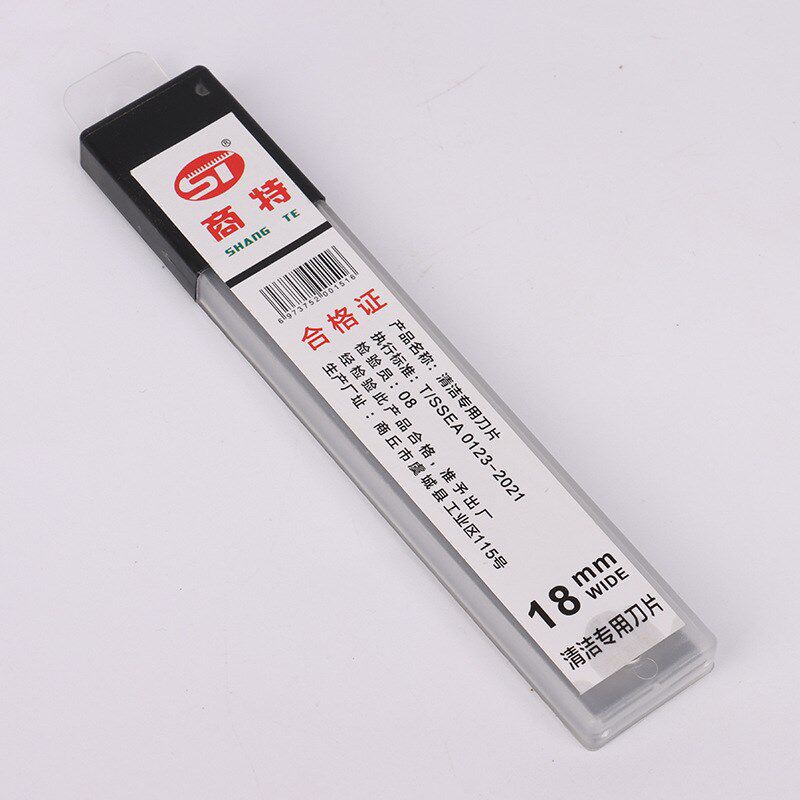 ST®
商特
SHANG TE
6973752001516
合格证
产品名称：清洁专用刀片
执行标准：T/SSEA 0123-2021
检验员：08
经检验此产品合格，准予出厂
生产厂址：商丘市虞城县工业区115号
18mm
WIDE
清洁专用刀片